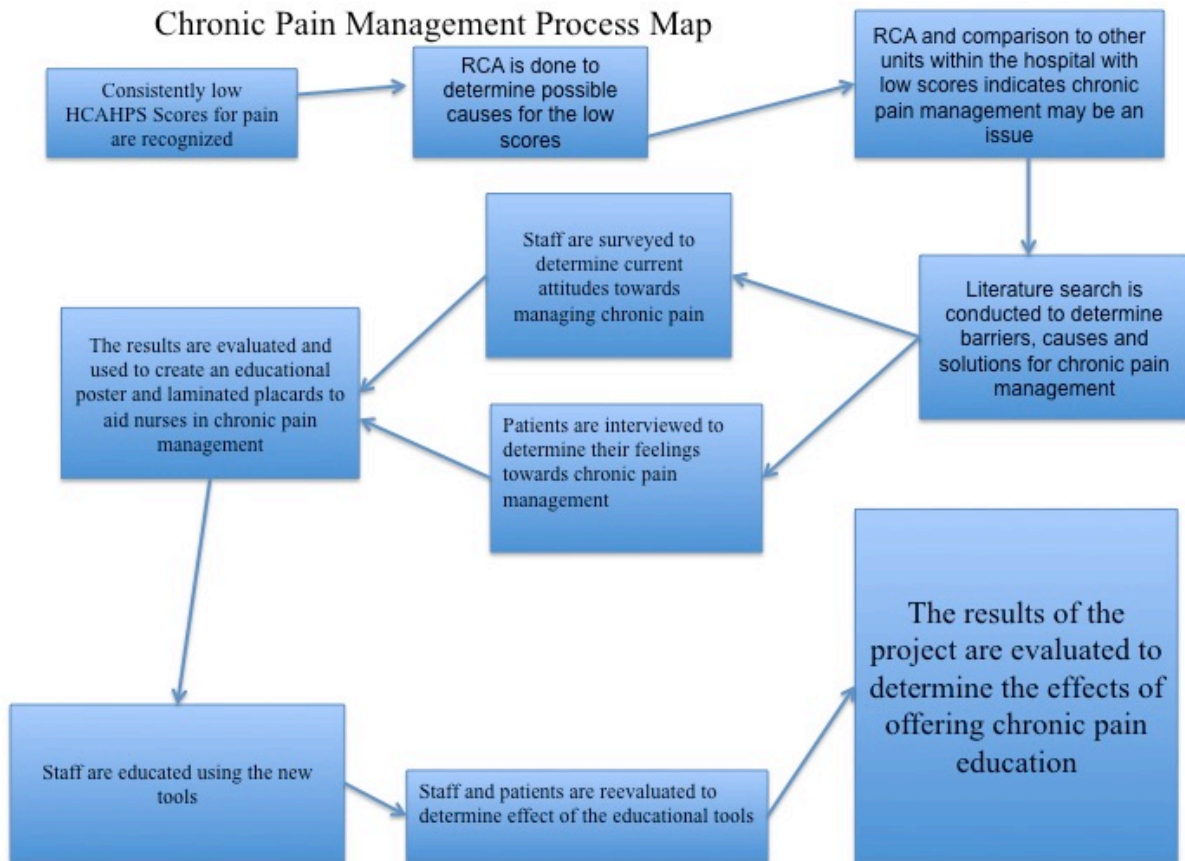 Chronic Pain Management Process Map
Consistently low
HCAHPS Scores for pain
are recognized
RCA is done to
determine possible
causes for the low
scores
RCA and comparison to other
units within the hospital with
low scores indicates chronic
pain management may be an
issue
Literature search is
conducted to determine
barriers, causes and
solutions for chronic pain
management
Staff are surveyed to
determine current
attitudes towards
managing chronic pain
Patients are interviewed to
determine their feelings
towards chronic pain
management
The results are evaluated and
used to create an educational
poster and laminated placards to
aid nurses in chronic pain
management
Staff are educated using the new
tools
Staff and patients are reevaluated to
determine effect of the educational tools
The results of the
project are evaluated to
determine the effects of
offering chronic pain
education